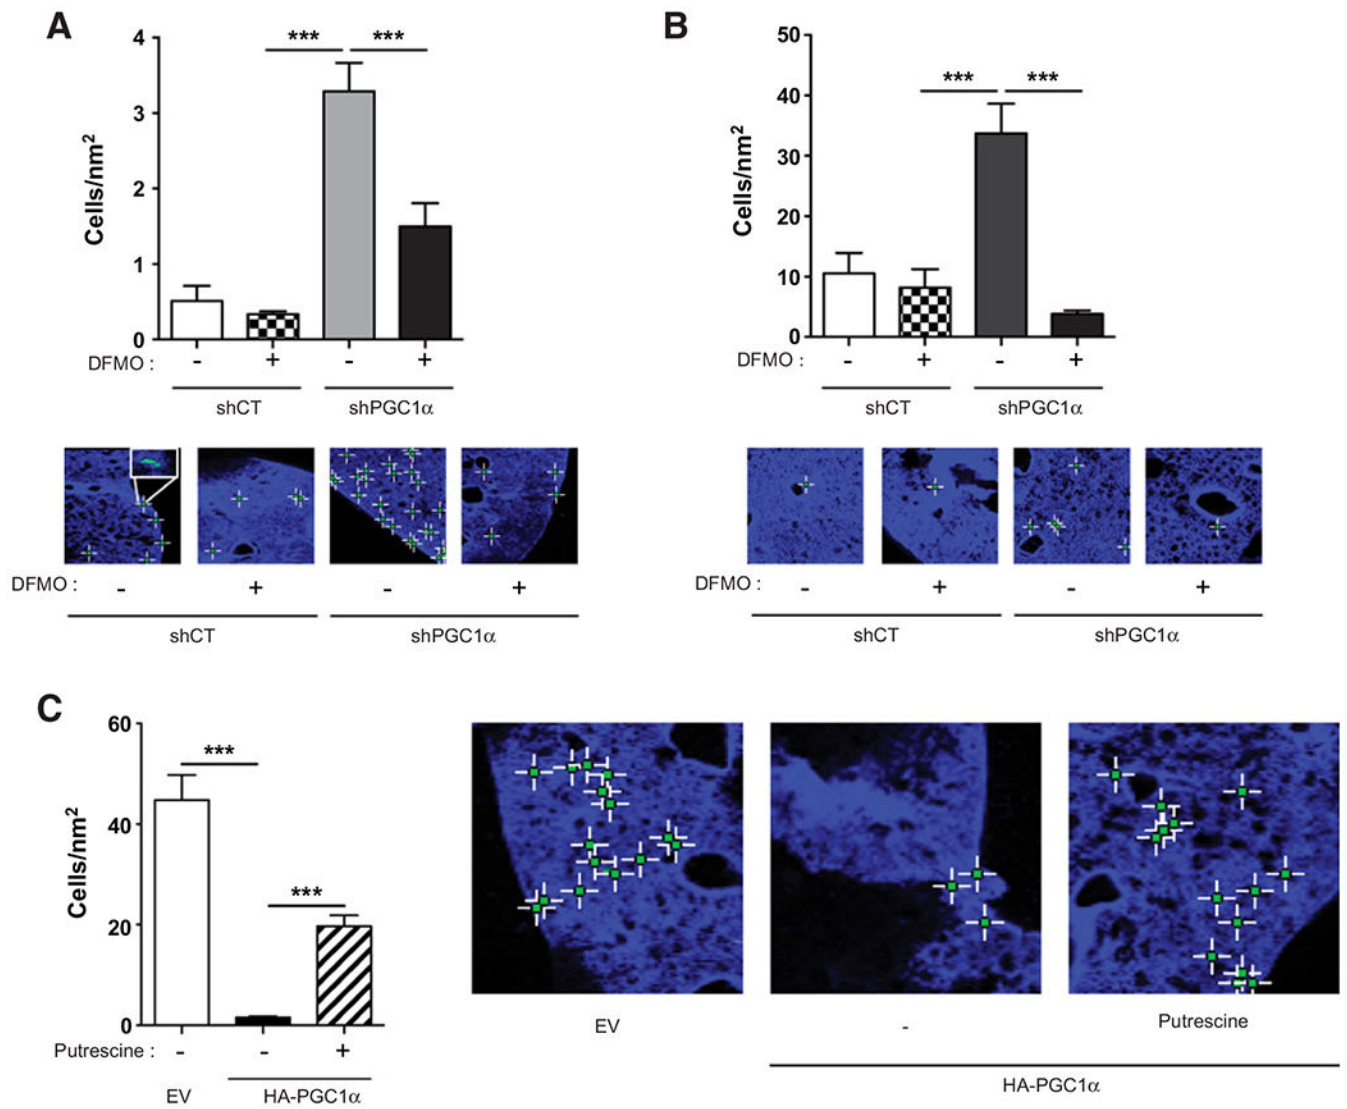 A
B
4
3
2
1
0
Cells/nm²
*** ***
DFMO : - + - +
shCT shPGC1α
50
40
30
20
10
0
Cells/nm²
*** ***
DFMO : - + - +
shCT shPGC1α
DFMO : - + - +
shCT shPGC1α
DFMO : - + - +
shCT shPGC1α
C
60
40
20
0
Cells/nm²
***
***
Putrescine : - - +
EV HA-PGC1α
EV - Putrescine
HA-PGC1α